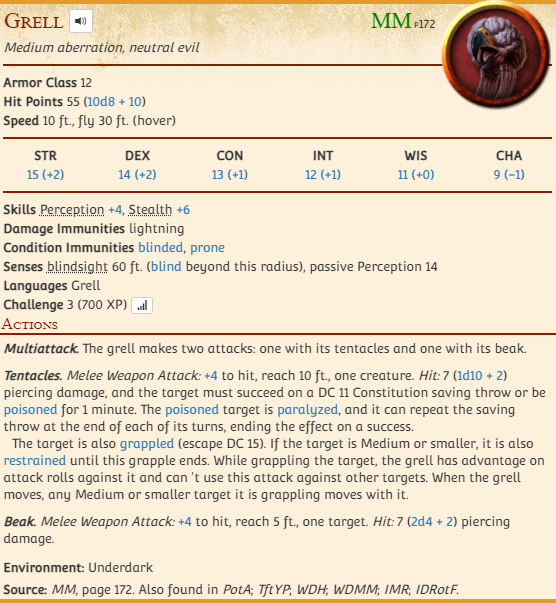 Grell MM p172
Medium aberration, neutral evil
Armor Class 12
Hit Points 55 (10d8 + 10)
Speed 10 ft., fly 30 ft. (hover)
STR DEX CON INT WIS CHA
15 (+2) 14 (+2) 13 (+1) 12 (+1) 11 (+0) 9 (−1)
Skills Perception +4, Stealth +6
Damage Immunities lightning
Condition Immunities blinded, prone
Senses blindsight 60 ft. (blind beyond this radius), passive Perception 14
Languages Grell
Challenge 3 (700 XP)
Actions
Multiattack. The grell makes two attacks: one with its tentacles and one with its beak.
Tentacles. Melee Weapon Attack: +4 to hit, reach 10 ft., one creature. Hit: 7 (1d10 + 2)
piercing damage, and the target must succeed on a DC 11 Constitution saving throw or be
poisoned for 1 minute. The poisoned target is paralyzed, and it can repeat the saving
throw at the end of each of its turns, ending the effect on a success.
The target is also grappled (escape DC 15). If the target is Medium or smaller, it is also
restrained until this grapple ends. While grappling the target, the grell has advantage on
attack rolls against it and can 't use this attack against other targets. When the grell
moves, any Medium or smaller target it is grappling moves with it.
Beak. Melee Weapon Attack: +4 to hit, reach 5 ft., one target. Hit: 7 (2d4 + 2) piercing
damage.
Environment: Underdark
Source: MM, page 172. Also found in PotA; TftYP; WDH; WDMM; IMR; IDRotF.